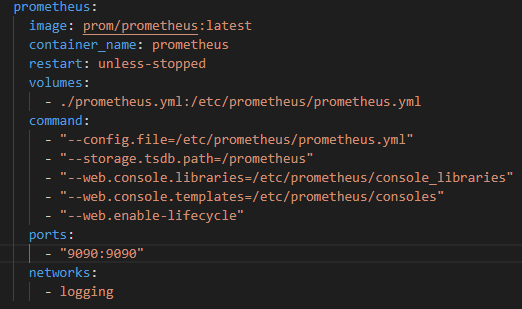 prometheus:
image: prom/prometheus:latest
container_name: prometheus
restart: unless-stopped
volumes:
- ./prometheus.yml:/etc/prometheus/prometheus.yml
command:
- "--config.file=/etc/prometheus/prometheus.yml"
- "--storage.tsdb.path=/prometheus"
- "--web.console.libraries=/etc/prometheus/console_libraries"
- "--web.console.templates=/etc/prometheus/consoles"
- "--web.enable-lifecycle"
ports:
- "9090:9090"
networks:
- logging